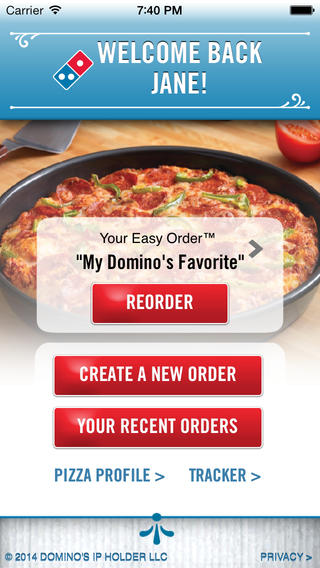 Carrier 7:40 PM
WELCOME BACK
JANE!
Your Easy Order™
"My Domino's Favorite"
REORDER
CREATE A NEW ORDER
YOUR RECENT ORDERS
PIZZA PROFILE > TRACKER >
© 2014 DOMINO'S IP HOLDER LLC PRIVACY >